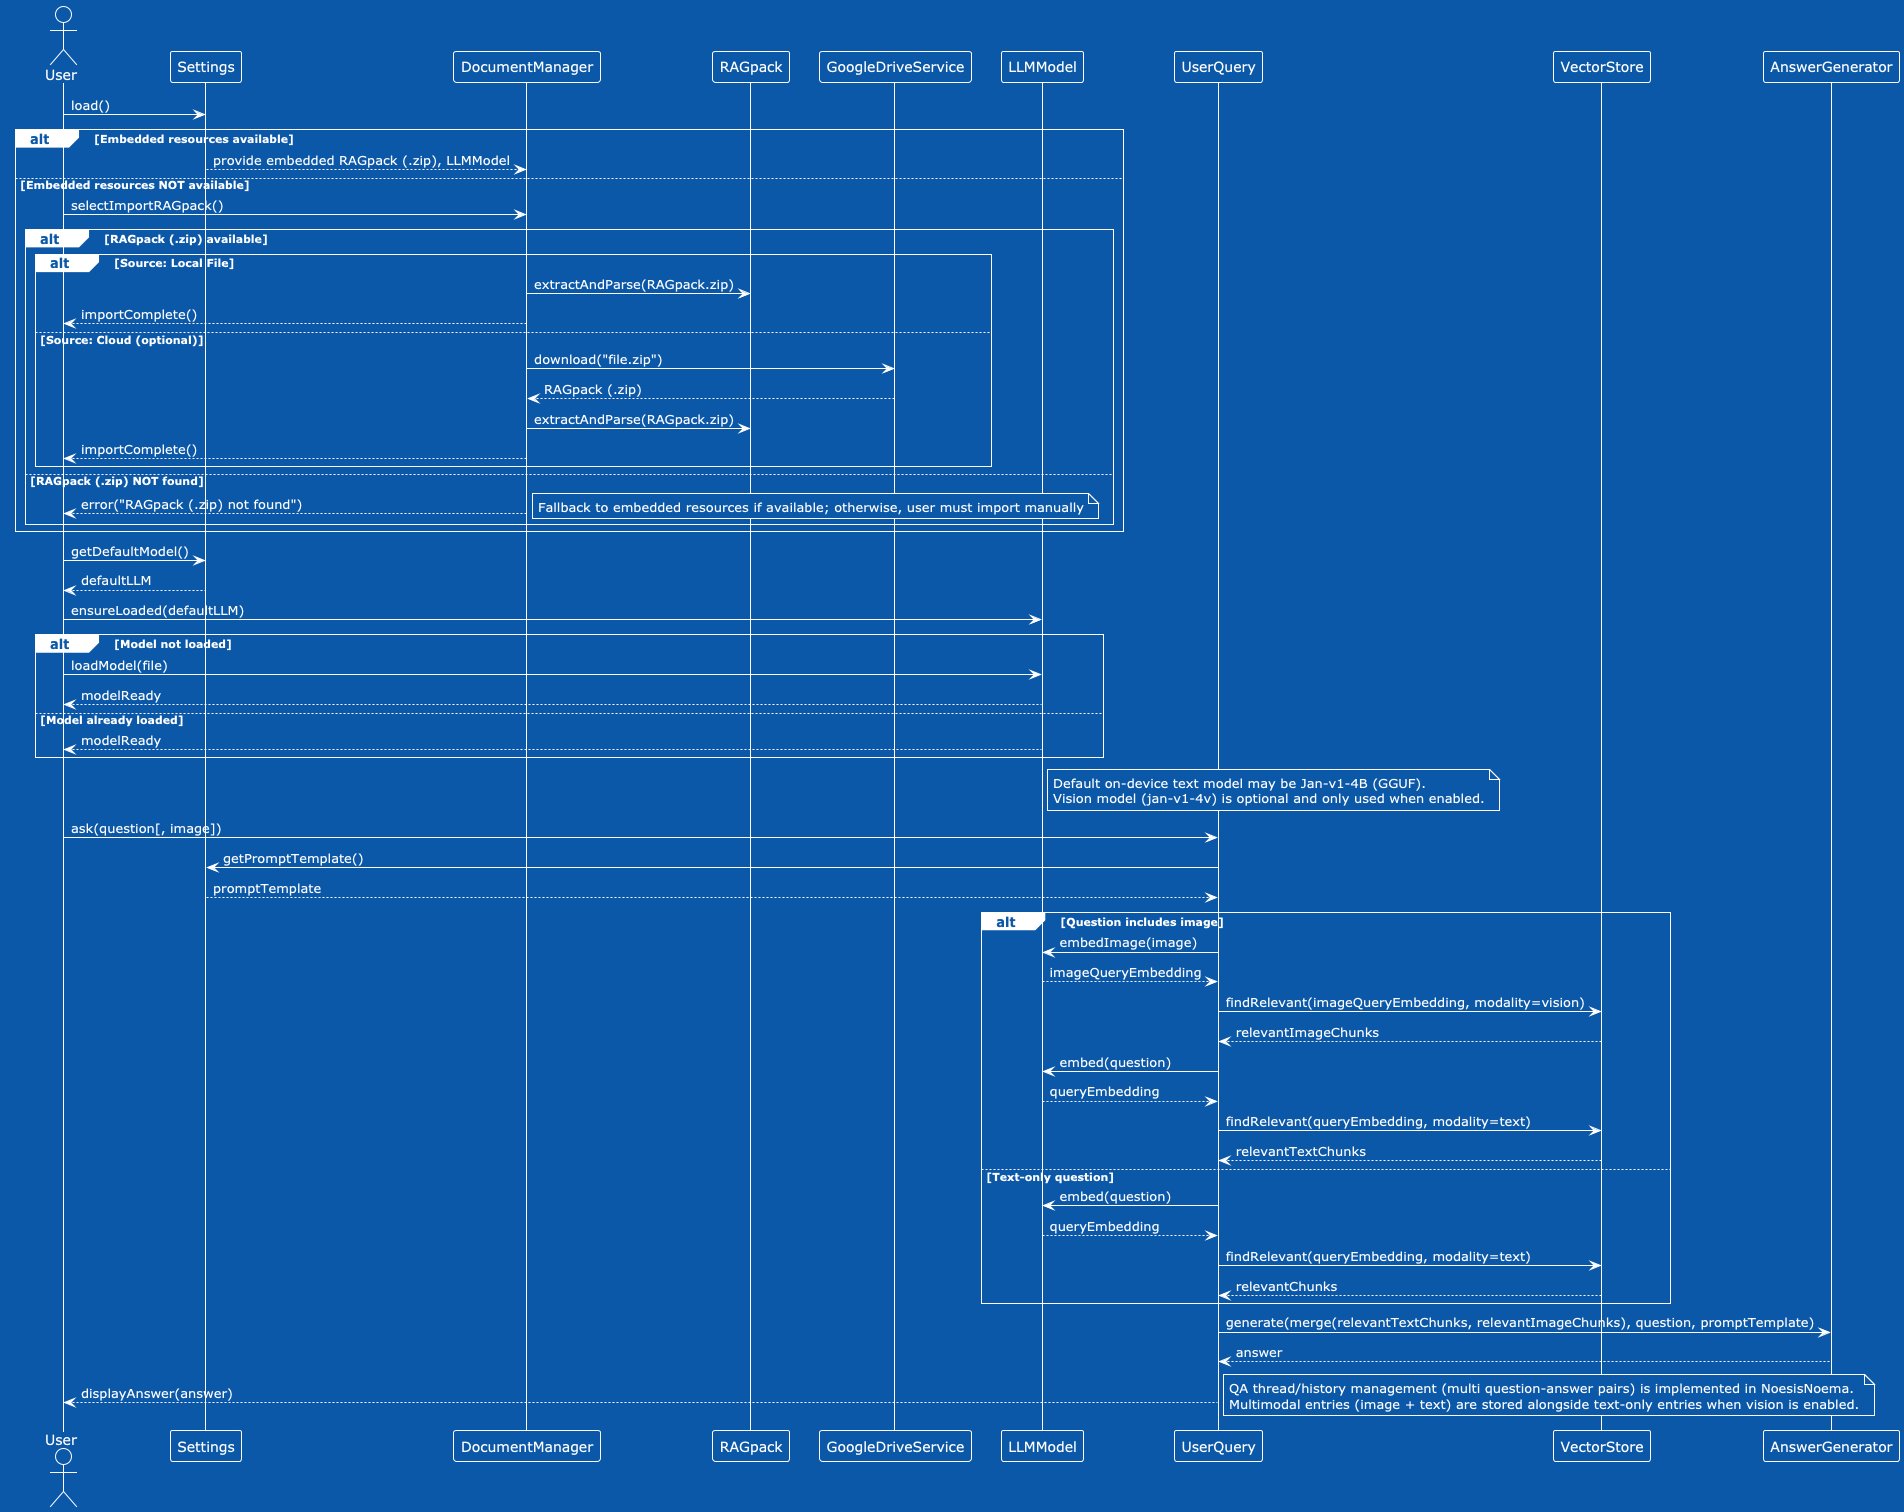 User
Settings
DocumentManager
RAGpack
GoogleDriveService
LLMModel
UserQuery
VectorStore
AnswerGenerator
load()
alt
[Embedded resources available]
provide embedded RAGpack (.zip), LLMModel
[Embedded resources NOT available]
selectImportRAGpack()
alt
[RAGpack (.zip) available]
alt
[Source: Local File]
extractAndParse(RAGpack.zip)
importComplete()
[Source: Cloud (optional)]
download("file.zip")
RAGpack (.zip)
extractAndParse(RAGpack.zip)
importComplete()
[RAGpack (.zip) NOT found]
error("RAGpack (.zip) not found")
Fallback to embedded resources if available; otherwise, user must import manually
getDefaultModel()
defaultLLM
ensureLoaded(defaultLLM)
alt
[Model not loaded]
loadModel(file)
modelReady
[Model already loaded]
modelReady
Default on-device text model may be Jan-v1-4B (GGUF).
Vision model (jan-v1-4v) is optional and only used when enabled.
ask(question[, image])
getPromptTemplate()
promptTemplate
alt
[Question includes image]
embedImage(image)
imageQueryEmbedding
findRelevant(imageQueryEmbedding, modality=vision)
relevantImageChunks
embed(question)
queryEmbedding
findRelevant(queryEmbedding, modality=text)
relevantTextChunks
[Text-only question]
embed(question)
queryEmbedding
findRelevant(queryEmbedding, modality=text)
relevantChunks
generate(merge(relevantTextChunks, relevantImageChunks), question, promptTemplate)
answer
displayAnswer(answer)
QA thread/history management (multi question-answer pairs) is implemented in NoesisNoema.
Multimodal entries (image + text) are stored alongside text-only entries when vision is enabled.
User
Settings
DocumentManager
RAGpack
GoogleDriveService
LLMModel
UserQuery
VectorStore
AnswerGenerator